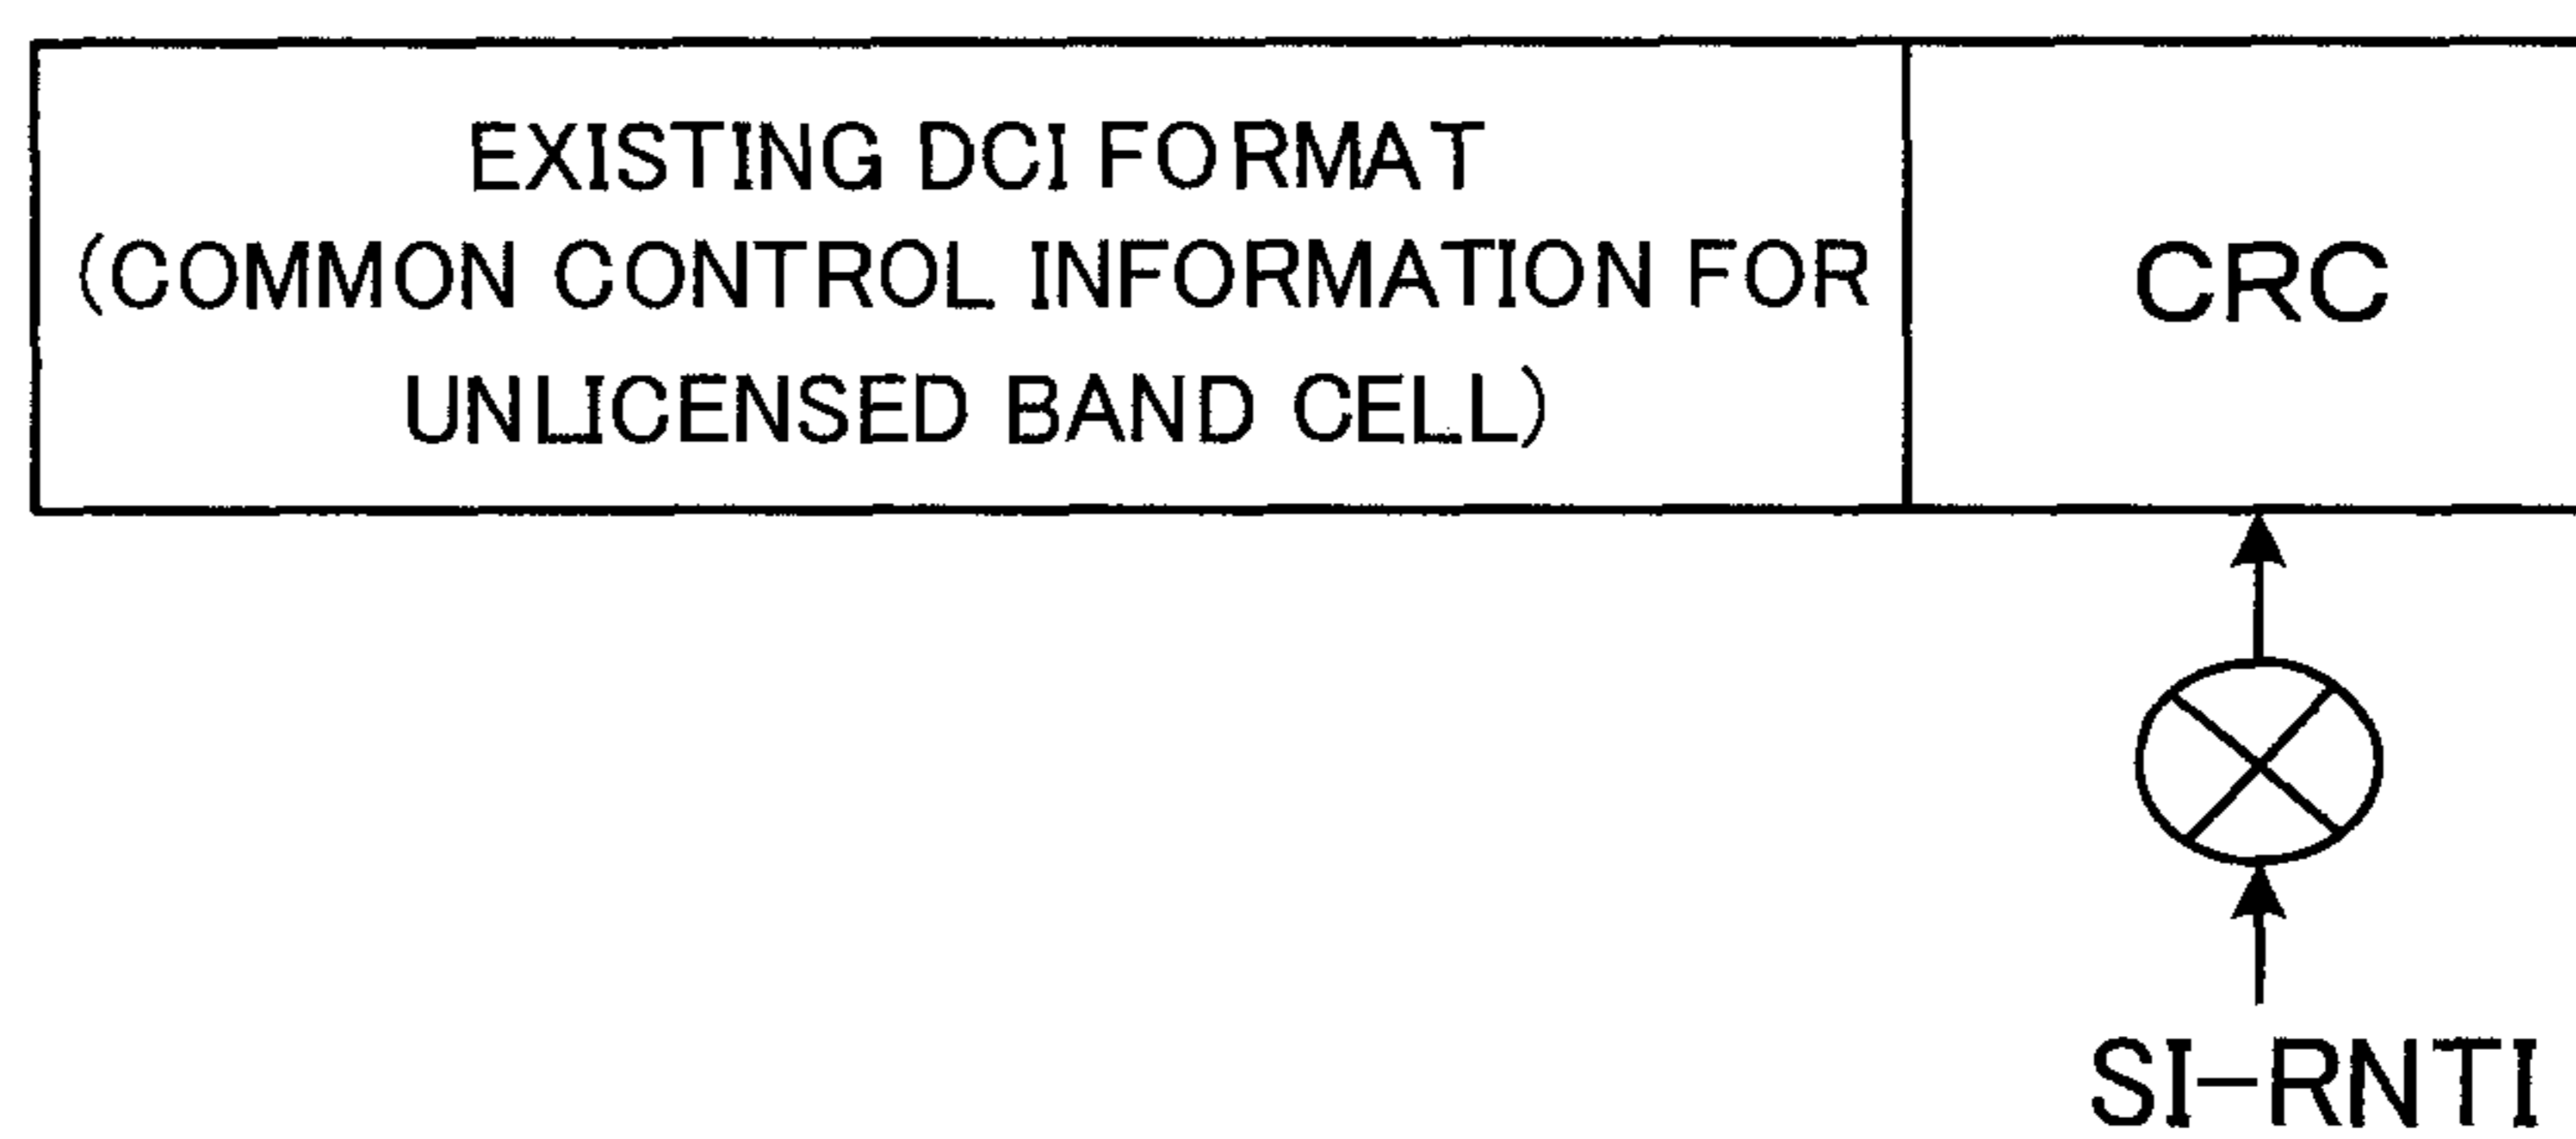 EXISTING DCI FORMAT
(COMMON CONTROL INFORMATION FOR
UNLICENSED BAND CELL)
CRC
SI-RNTI